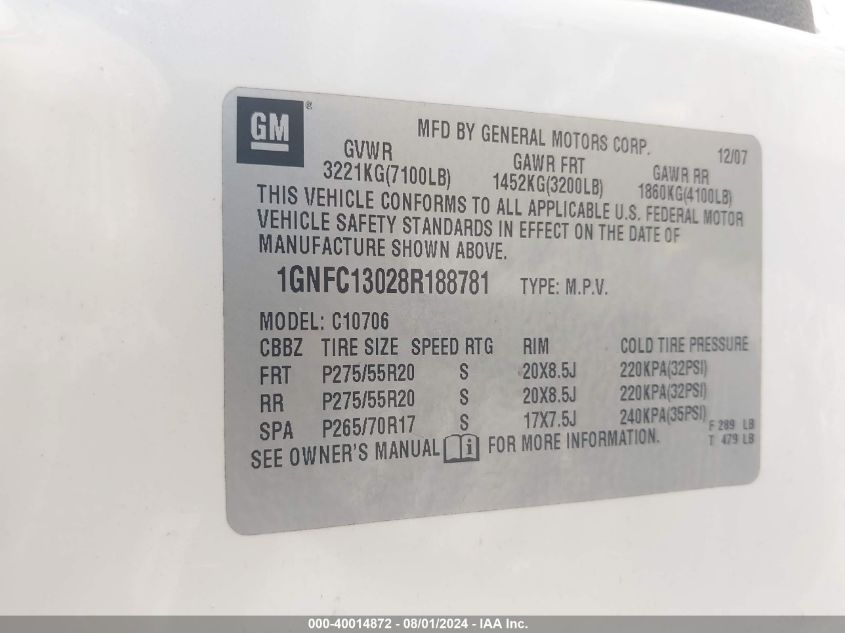 GM ®
MFD BY GENERAL MOTORS CORP. 12/07
GVWR GAWR FRT GAWR RR
3221KG(7100LB) 1452KG(3200LB) 1860KG(4100LB)
THIS VEHICLE CONFORMS TO ALL APPLICABLE U.S. FEDERAL MOTOR
VEHICLE SAFETY STANDARDS IN EFFECT ON THE DATE OF
MANUFACTURE SHOWN ABOVE.
1GNFC13028R188781 TYPE: M.P.V.
MODEL: C10706
CBBZ TIRE SIZE SPEED RTG RIM COLD TIRE PRESSURE
FRT P275/55R20 S 20X8.5J 220KPA(32PSI)
RR P275/55R20 S 20X8.5J 220KPA(32PSI)
SPA P265/70R17 S 17X7.5J 240KPA(35PSI) F 289 LB
SEE OWNER'S MANUAL i FOR MORE INFORMATION. T 479 LB
000-40014872 - 08/01/2024 - IAA Inc.